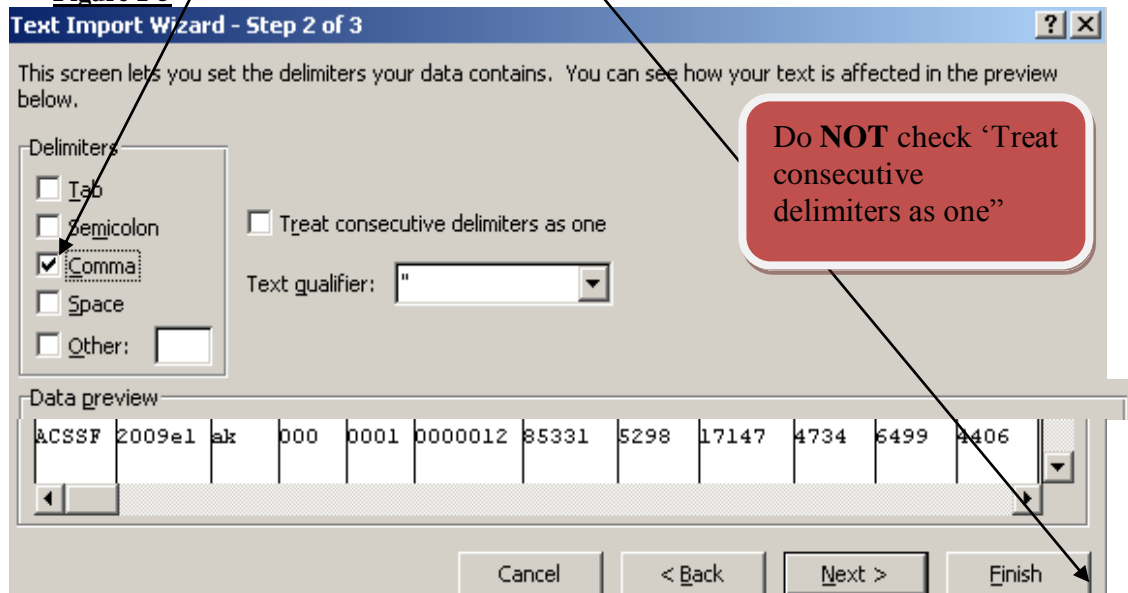 Text Import Wizard - Step 2 of 3
This screen lets you set the delimiters your data contains. You can see how your text is affected in the preview
below.
Do NOT check ‘Treat
consecutive
delimiters as one”
Delimiters
Tab
Semicolon
Comma
Space
Other:
Treat consecutive delimiters as one
Text qualifier: "
Data preview
ACSSF 2009e1 ak 000 0001 0000012 85331 5298 17147 4734 6499 4406
Cancel < Back Next > Finish